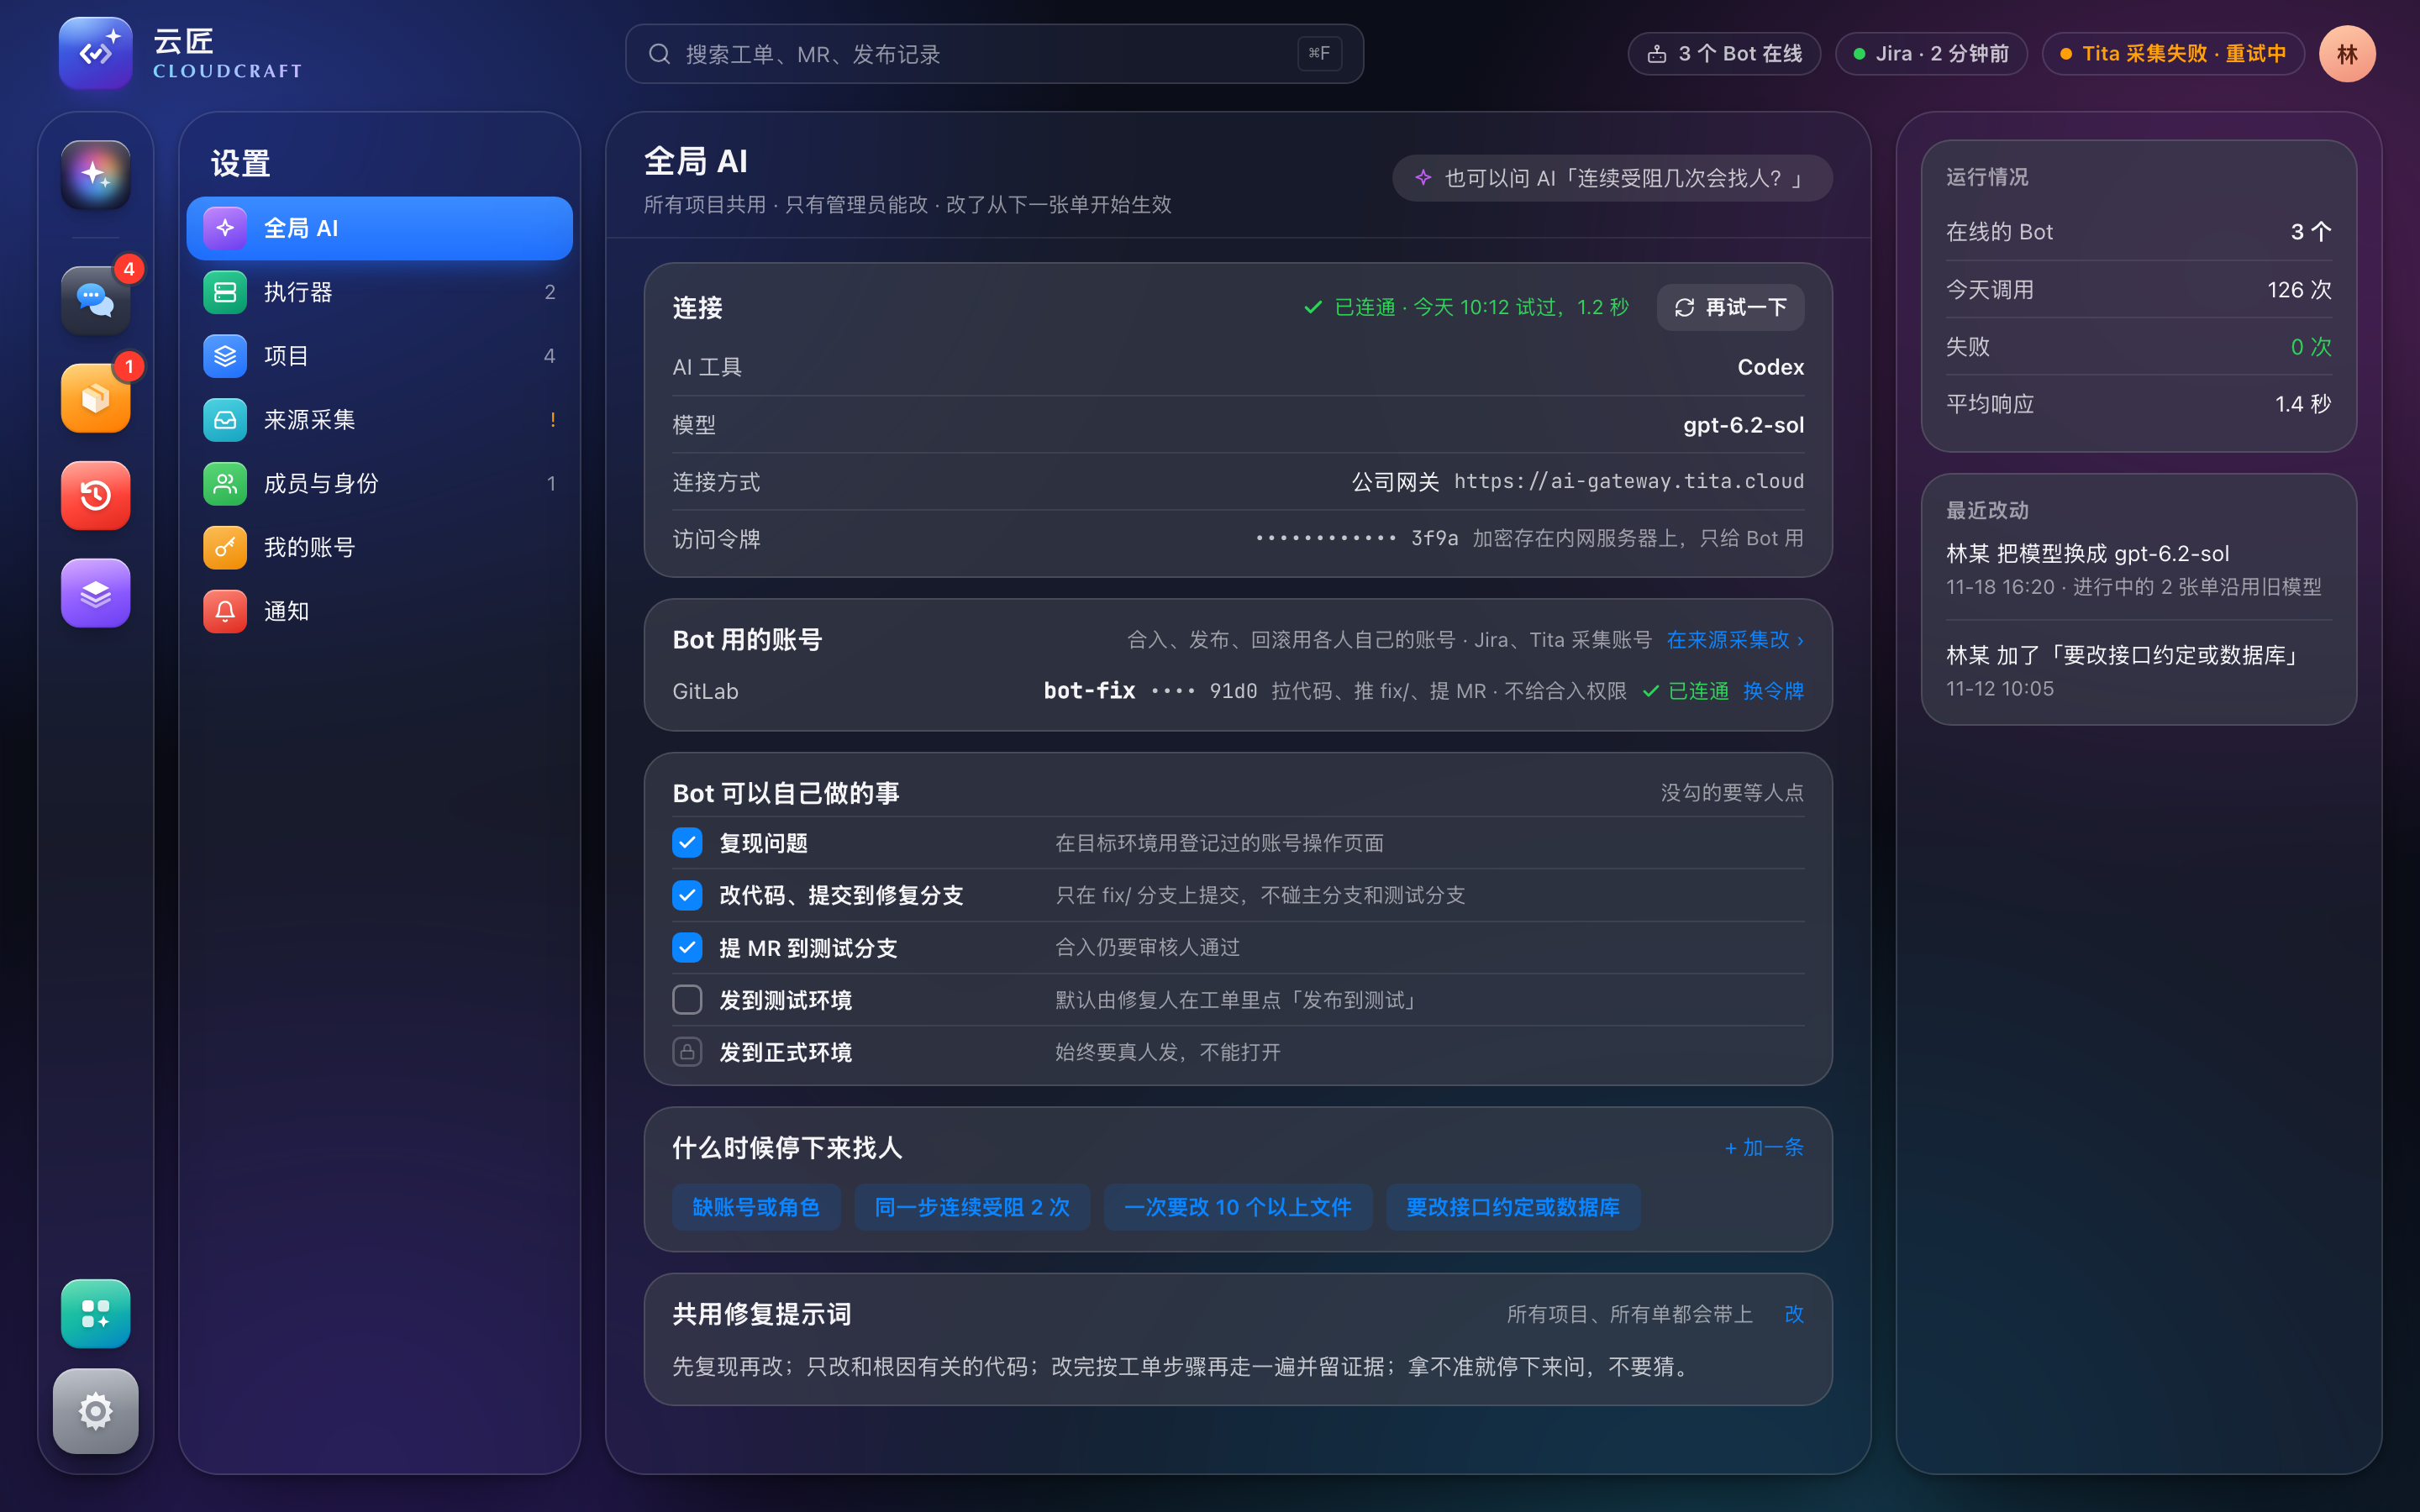 云匠
CLOUDCRAFT
搜索工单、MR、发布记录
⌘F
3 个 Bot 在线
Jira · 2 分钟前
Tita 采集失败 · 重试中
林
4
1
设置
全局 AI
执行器 2
项目 4
来源采集 !
成员与身份 1
我的账号
通知
全局 AI
所有项目共用 · 只有管理员能改 · 改了从下一张单开始生效
也可以问 AI「连续受阻几次会找人？」
连接
已连通 · 今天 10:12 试过，1.2 秒
再试一下
AI 工具 Codex
模型 gpt-6.2-sol
连接方式 公司网关 https://ai-gateway.tita.cloud
访问令牌 •••••••••••• 3f9a 加密存在内网服务器上，只给 Bot 用
Bot 用的账号 合入、发布、回滚用各人自己的账号 · Jira、Tita 采集账号 在来源采集改 ›
GitLab bot-fix •••• 91d0 拉代码、推 fix/、提 MR · 不给合入权限 已连通 换令牌
Bot 可以自己做的事 没勾的要等人点
复现问题 在目标环境用登记过的账号操作页面
改代码、提交到修复分支 只在 fix/ 分支上提交，不碰主分支和测试分支
提 MR 到测试分支 合入仍要审核人通过
发到测试环境 默认由修复人在工单里点「发布到测试」
发到正式环境 始终要真人发，不能打开
什么时候停下来找人 + 加一条
缺账号或角色 同一步连续受阻 2 次 一次要改 10 个以上文件 要改接口约定或数据库
共用修复提示词 所有项目、所有单都会带上 改
先复现再改；只改和根因有关的代码；改完按工单步骤再走一遍并留证据；拿不准就停下来问，不要猜。
运行情况
在线的 Bot 3 个
今天调用 126 次
失败 0 次
平均响应 1.4 秒
最近改动
林某 把模型换成 gpt-6.2-sol
11-18 16:20 · 进行中的 2 张单沿用旧模型
林某 加了「要改接口约定或数据库」
11-12 10:05